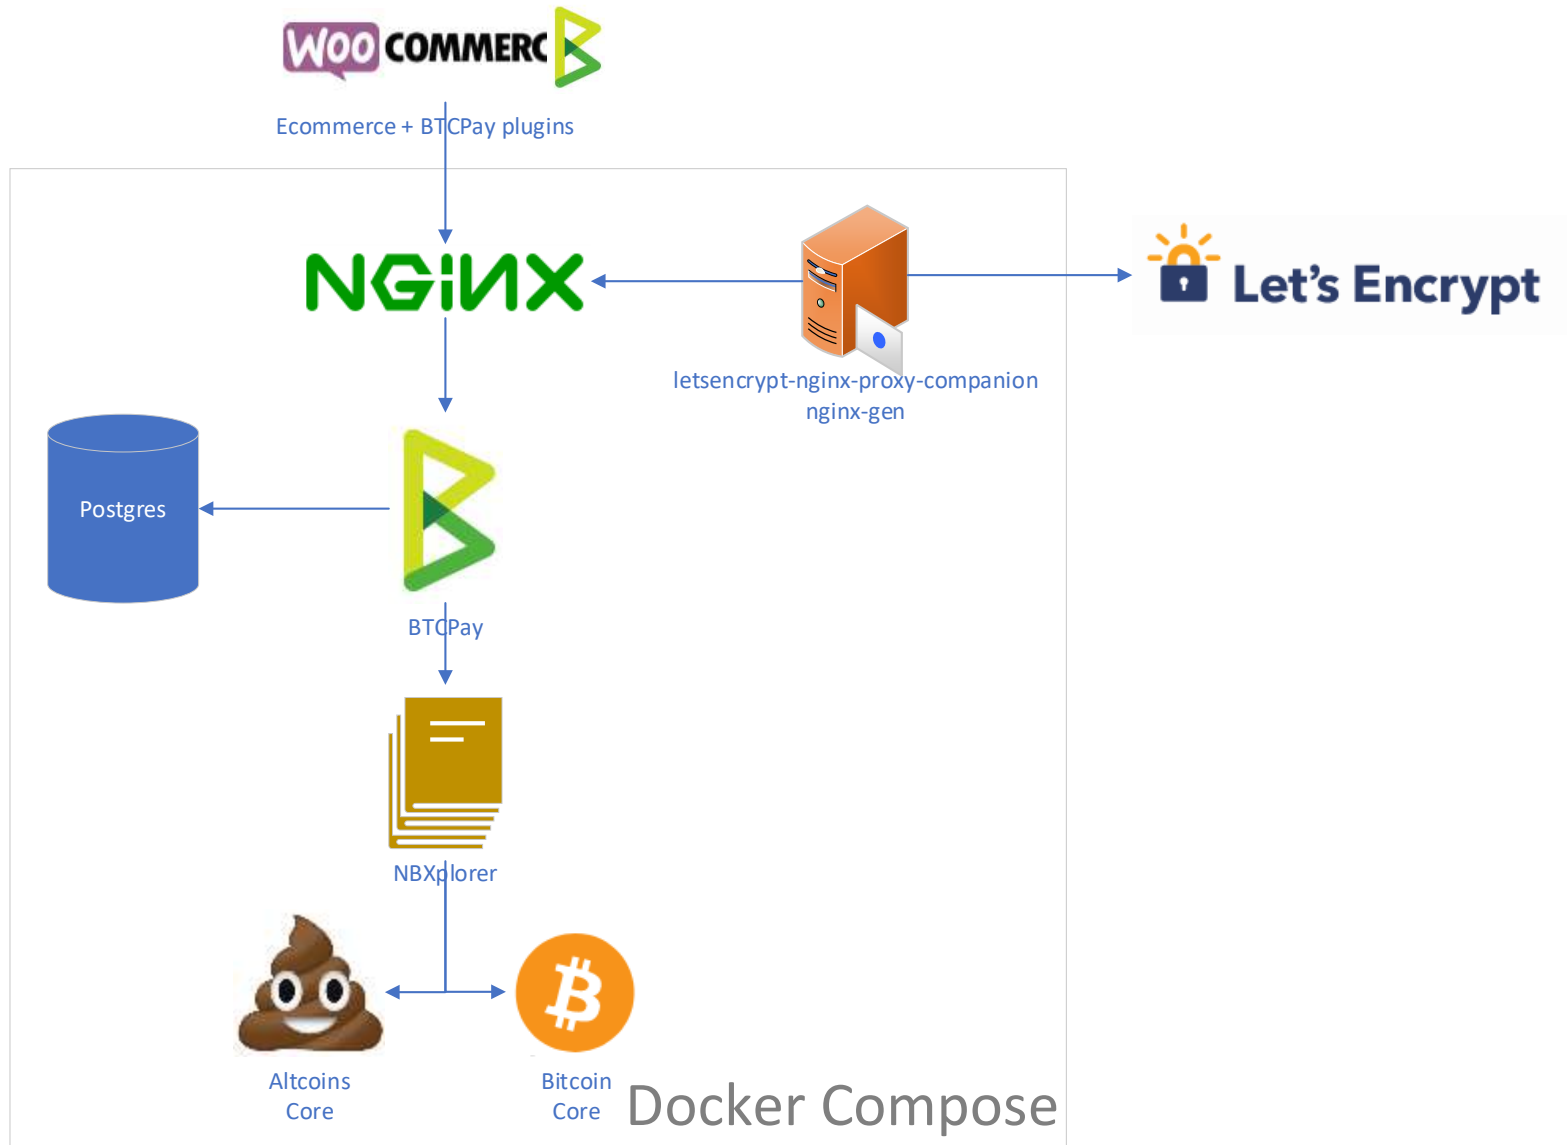 WOO COMMERC
Ecommerce + BTCPay plugins
NGiNX
Let's Encrypt
letsencrypt-nginx-proxy-companion
nginx-gen
Postgres
BTCPay
NBXplorer
Altcoins
Core
Bitcoin
Core
Docker Compose